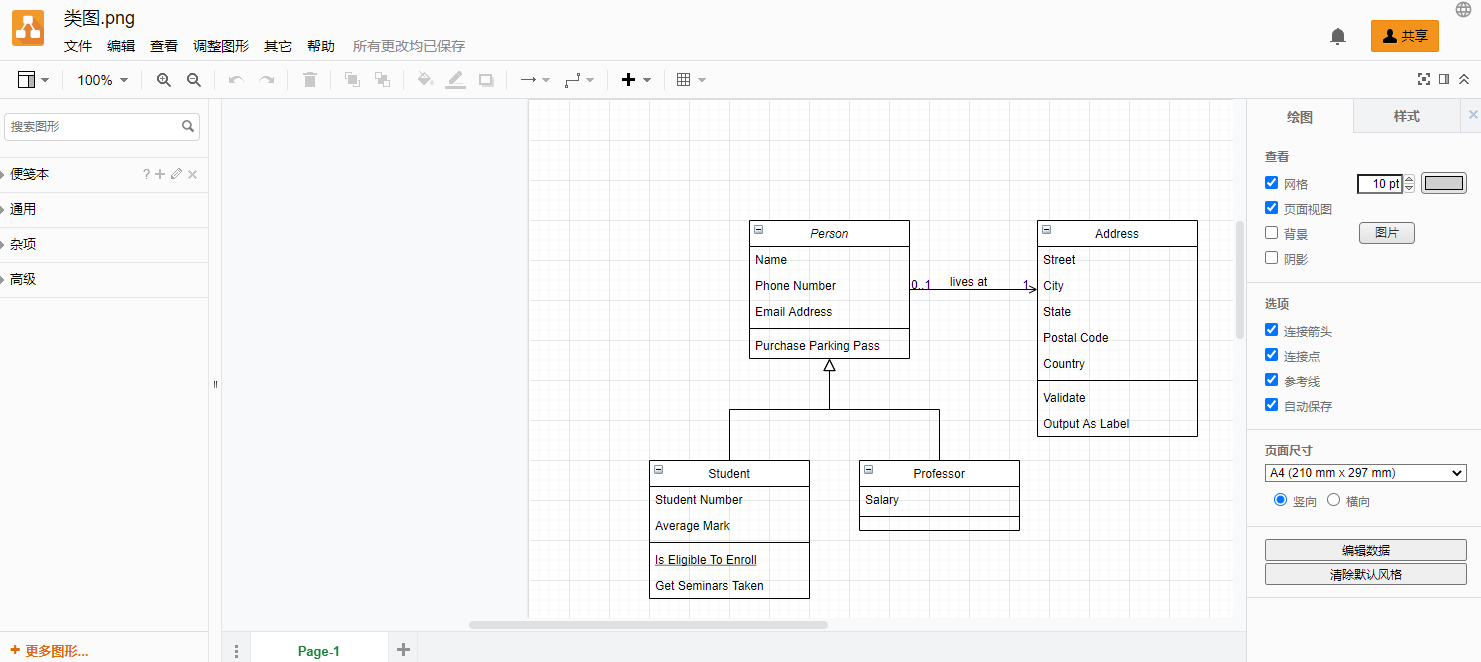 类图.png
文件 编辑 查看 调整图形 其它 帮助 所有更改均已保存
共享
100%
搜索图形
便笺本
?
通用
杂项
高级
+ 更多图形...
Person
Name
Phone Number
Email Address
Purchase Parking Pass
0..1 lives at 1
Address
Street
City
State
Postal Code
Country
Validate
Output As Label
Student
Student Number
Average Mark
Is Eligible To Enroll
Get Seminars Taken
Professor
Salary
Page-1
绘图 样式
查看
网格 10 pt
页面视图
背景 图片
阴影
选项
连接箭头
连接点
参考线
自动保存
页面尺寸
A4 (210 mm x 297 mm)
竖向 横向
编辑数据
清除默认风格